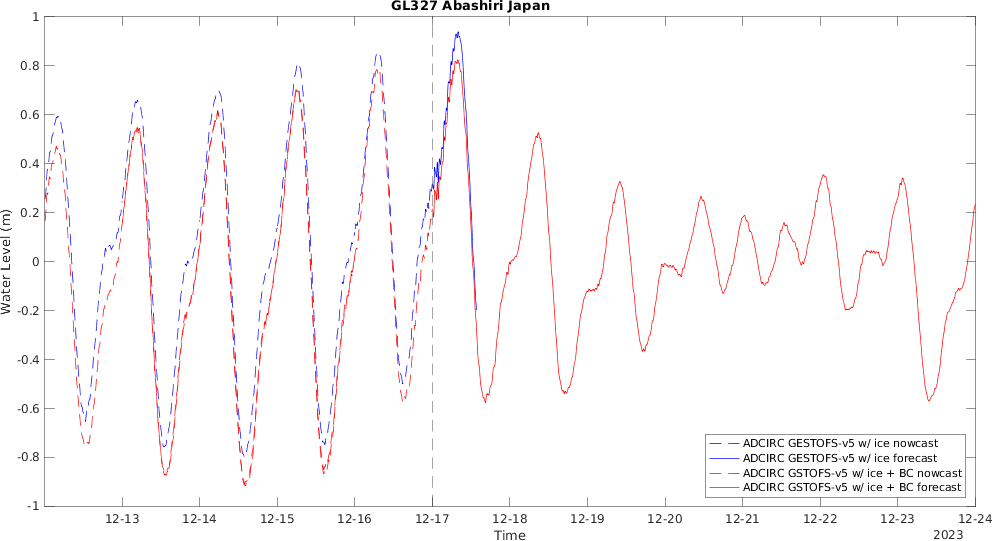 GL327 Abashiri Japan
Water Level (m)
1
0.8
0.6
0.4
0.2
0
-0.2
-0.4
-0.6
-0.8
-1
ADCIRC GESTOFS-v5 w/ ice nowcast
ADCIRC GESTOFS-v5 w/ ice forecast
ADCIRC GSTOFS-v5 w/ ice + BC nowcast
ADCIRC GSTOFS-v5 w/ ice + BC forecast
12-13 12-14 12-15 12-16 12-17 12-18 12-19 12-20 12-21 12-22 12-23 12-24
Time
2023